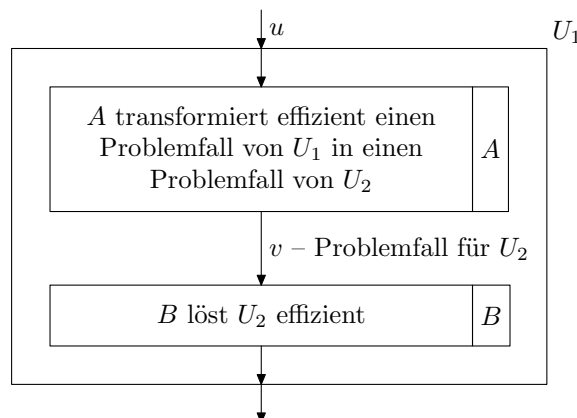 u
U₁
A transformiert effizient einen
Problemfall von U₁ in einen
Problemfall von U₂
A
v – Problemfall für U₂
B löst U₂ effizient
B